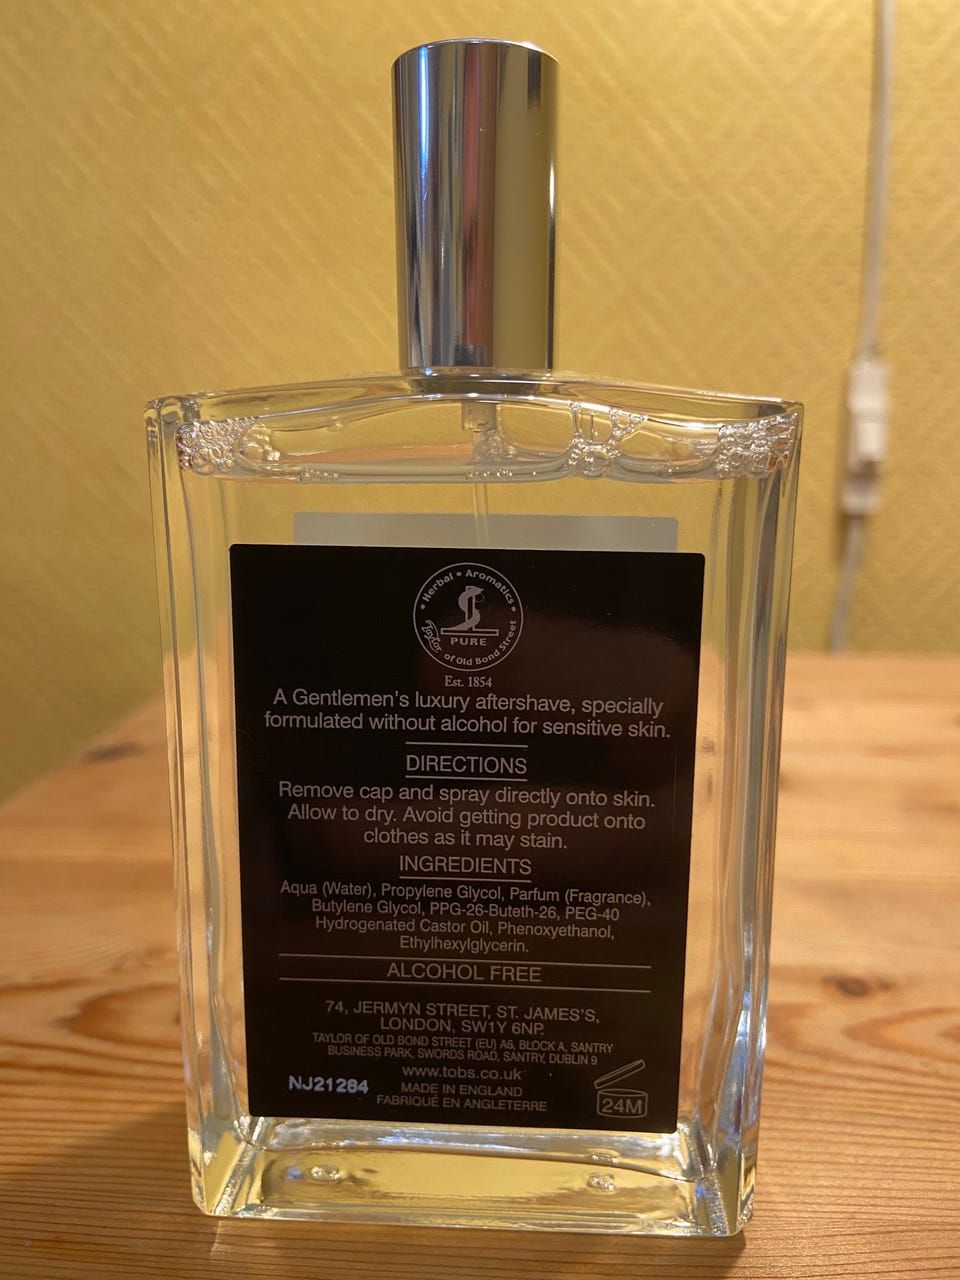 Herbal • Aromatics •
PURE
Taylor of Old Bond Street
Est. 1854
A Gentlemen's luxury aftershave, specially
formulated without alcohol for sensitive skin.
DIRECTIONS
Remove cap and spray directly onto skin.
Allow to dry. Avoid getting product onto
clothes as it may stain.
INGREDIENTS
Aqua (Water), Propylene Glycol, Parfum (Fragrance),
Butylene Glycol, PPG-26-Buteth-26, PEG-40
Hydrogenated Castor Oil, Phenoxyethanol,
Ethylhexylglycerin.
ALCOHOL FREE
74, JERMYN STREET, ST. JAMES'S,
LONDON, SW1Y 6NP.
TAYLOR OF OLD BOND STREET (EU) A6, BLOCK A, SANTRY
BUSINESS PARK, SWORDS ROAD, SANTRY, DUBLIN 9
www.tobs.co.uk
NJ21284
MADE IN ENGLAND
FABRIQUÉ EN ANGLETERRE
24M